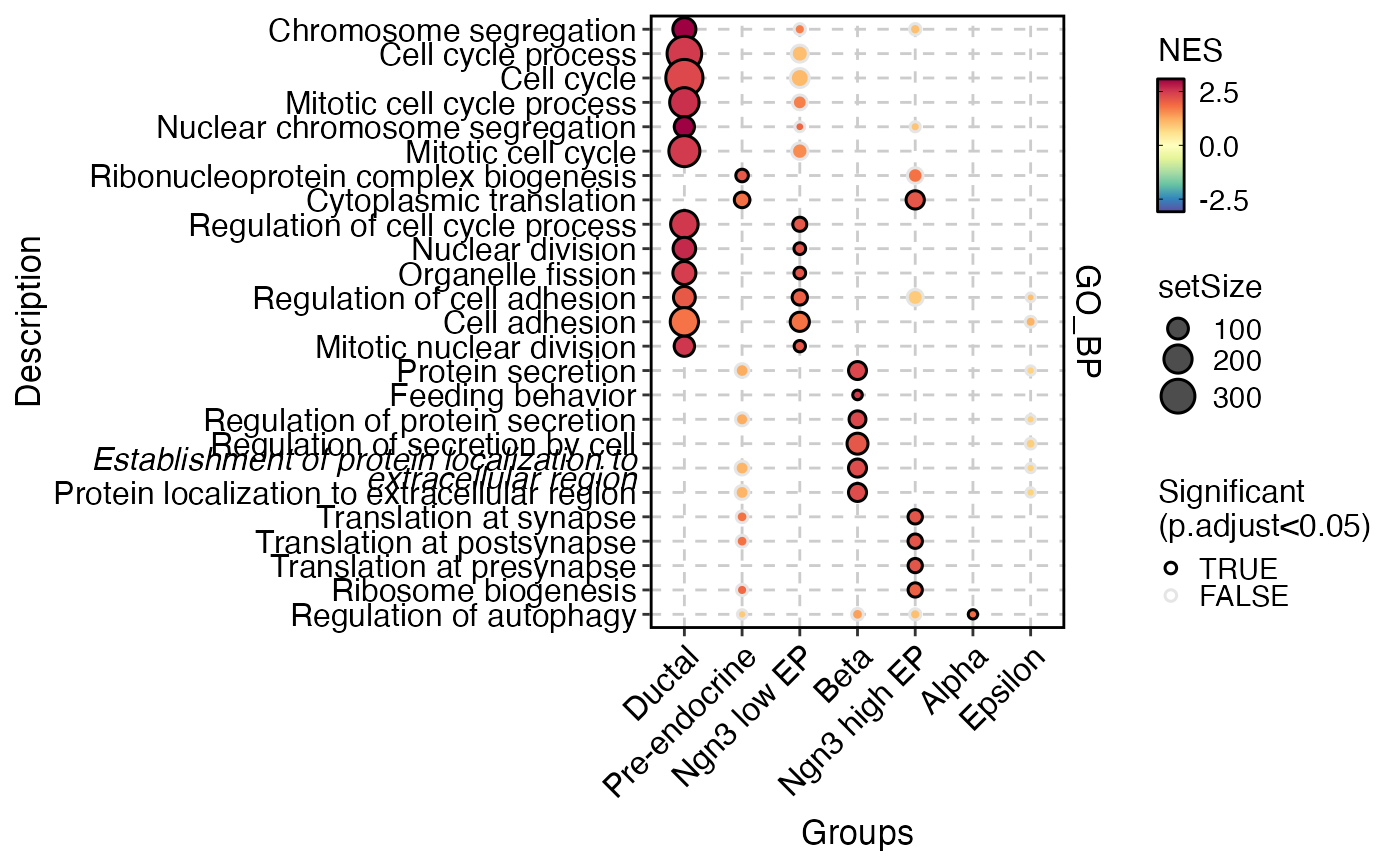 Chromosome segregation
Cell cycle process
Cell cycle
Mitotic cell cycle process
Nuclear chromosome segregation
Mitotic cell cycle
Ribonucleoprotein complex biogenesis
Cytoplasmic translation
Regulation of cell cycle process
Nuclear division
Organelle fission
Regulation of cell adhesion
Cell adhesion
Mitotic nuclear division
Protein secretion
Feeding behavior
Regulation of protein secretion
Regulation of secretion by cell
Establishment of protein localization to
extracellular region
Protein localization to extracellular region
Translation at synapse
Translation at postsynapse
Translation at presynapse
Ribosome biogenesis
Regulation of autophagy
Description
Ductal
Pre-endocrine
Ngn3 low EP
Beta
Ngn3 high EP
Alpha
Epsilon
Groups
GO_BP
NES
2.5
0.0
-2.5
setSize
100
200
300
Significant
(p.adjust<0.05)
TRUE
FALSE